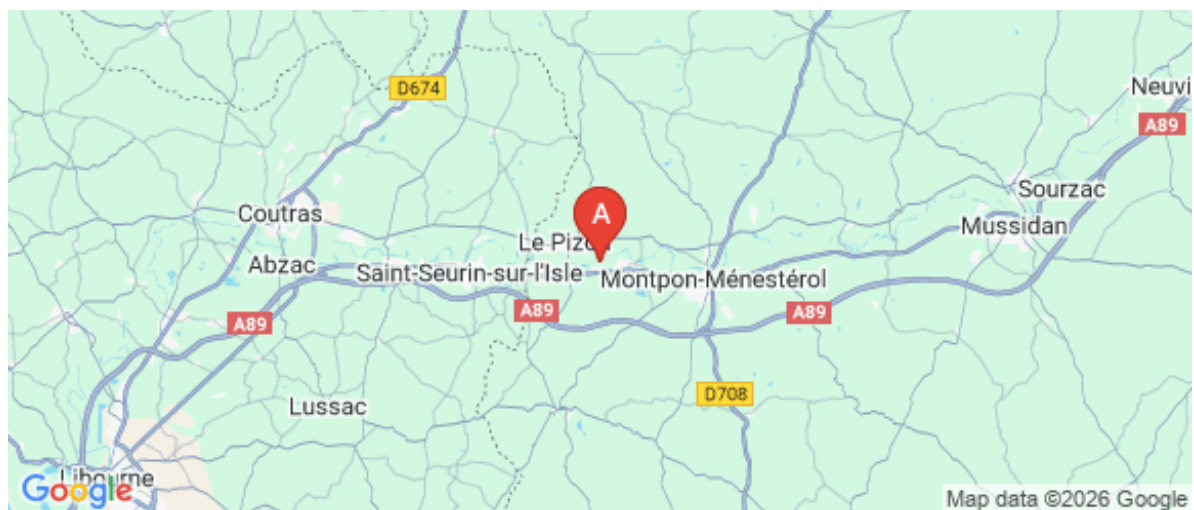 D674
Neuvi
A89
Sourzac
Coutras
A
Mussidan
Le Pizou
Abzac
Saint-Seurin-sur-l'Isle
Montpon-Ménestérol
A89
A89
A89
D708
Lussac
Libourne
Google
Map data ©2026 Google